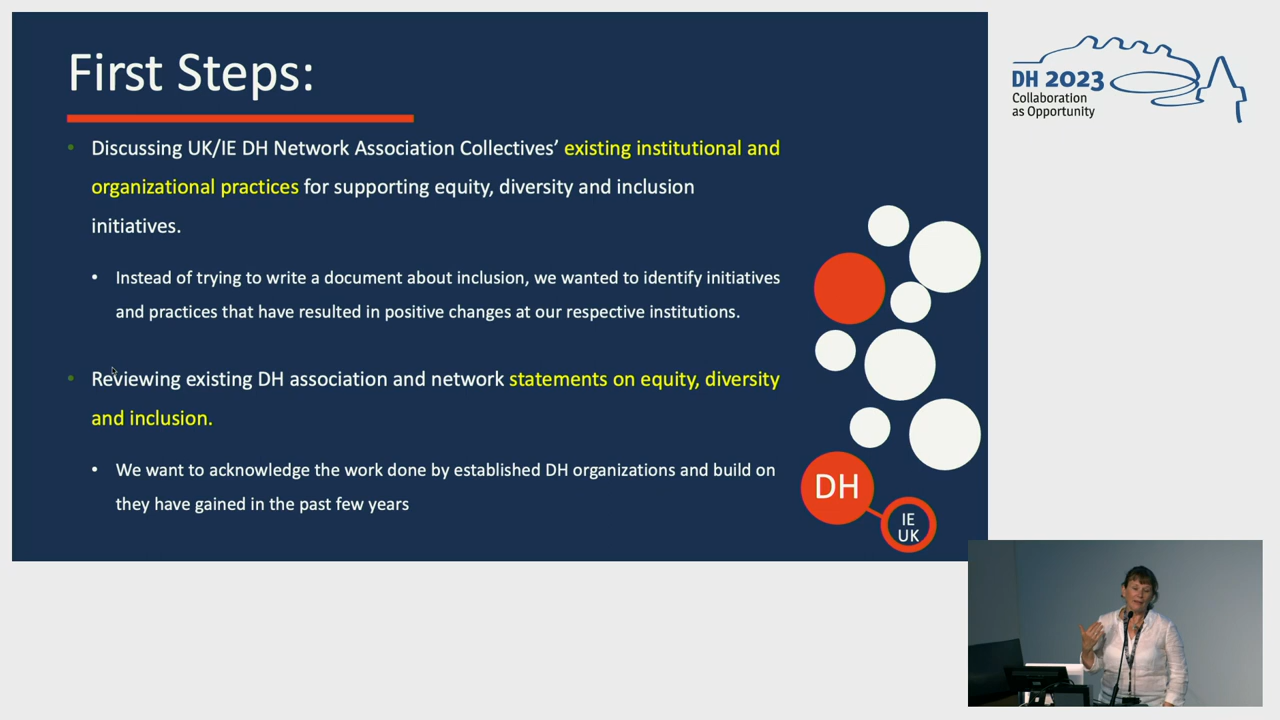 First Steps:
• Discussing UK/IE DH Network Association Collectives’ existing institutional and
organizational practices for supporting equity, diversity and inclusion
initiatives.
• Instead of trying to write a document about inclusion, we wanted to identify initiatives
and practices that have resulted in positive changes at our respective institutions.
• Reviewing existing DH association and network statements on equity, diversity
and inclusion.
• We want to acknowledge the work done by established DH organizations and build on
they have gained in the past few years
DH
IE
UK
DH 2023
Collaboration
as Opportunity